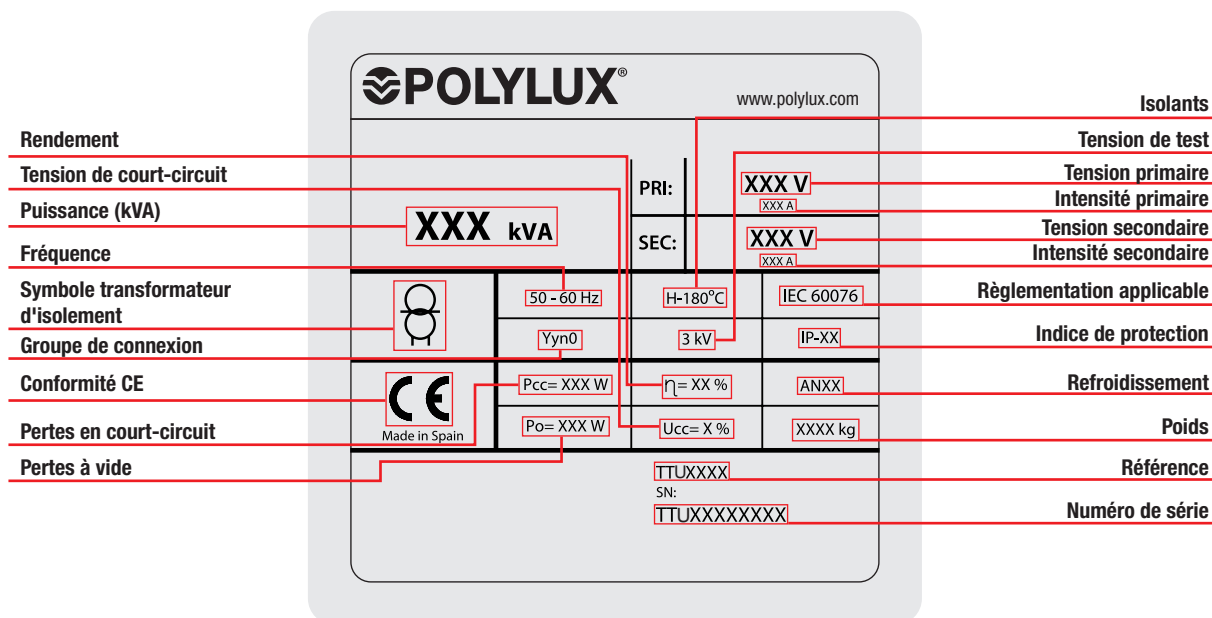 POLYLUX®
www.polylux.com
Rendement
Tension de court-circuit
Puissance (kVA)
Fréquence
Symbole transformateur
d'isolement
Groupe de connexion
Conformité CE
Pertes en court-circuit
Pertes à vide
XXX kVA
PRI:
XXX V
XXX A
SEC:
XXX V
XXX A
50 - 60 Hz
H-180°C
IEC 60076
Yyn0
3 kV
IP-XX
CE
Made in Spain
Pcc= XXX W
η= XX %
ANXX
Po= XXX W
Ucc= X %
XXXX kg
TTUXXXX
SN:
TTUXXXXXXXX
Isolants
Tension de test
Tension primaire
Intensité primaire
Tension secondaire
Intensité secondaire
Règlementation applicable
Indice de protection
Refroidissement
Poids
Référence
Numéro de série